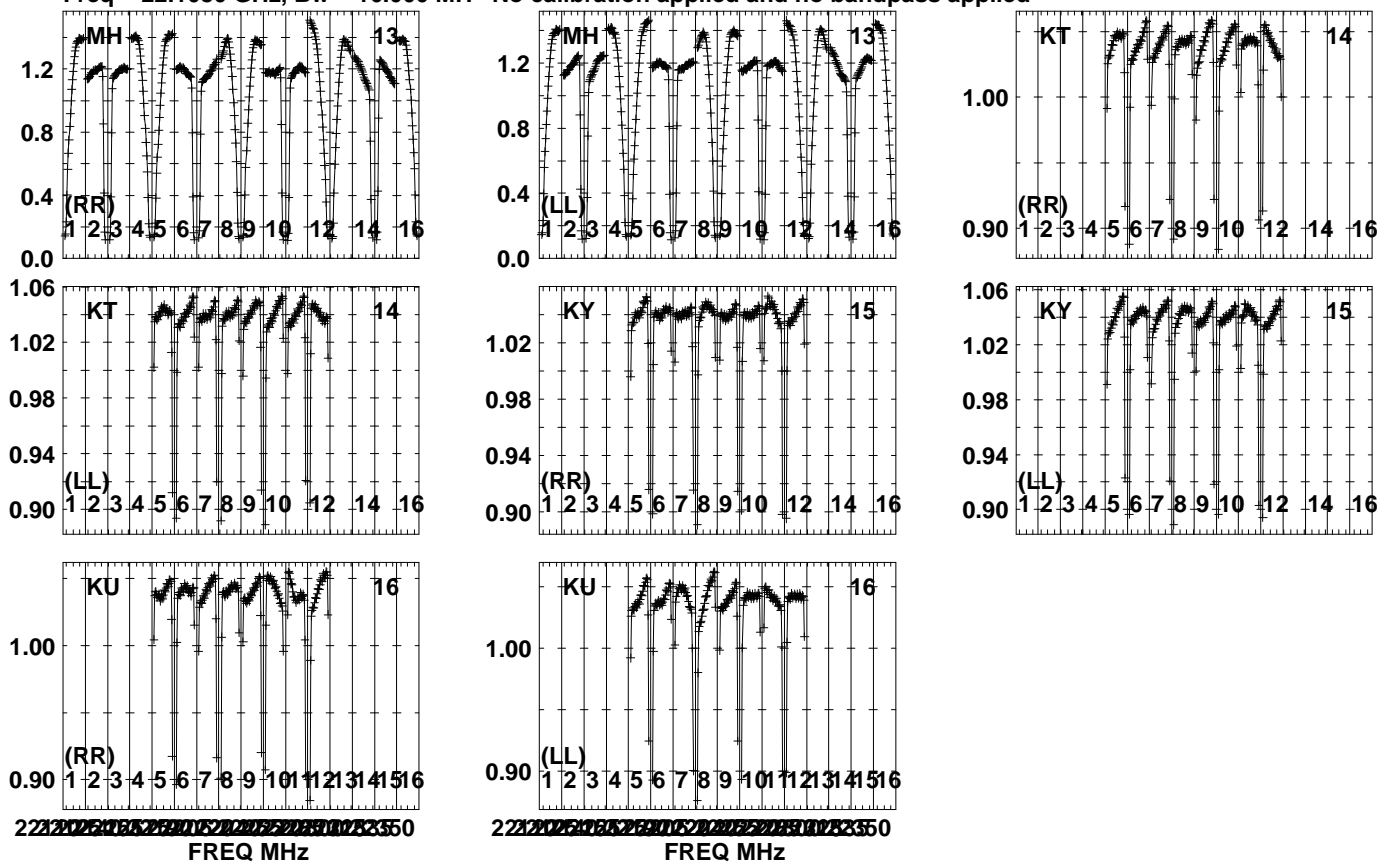 MH 13
1.2
0.8
0.4
(RR)
1 2 3 4 5 6 7 8 9 10 12 14 16
0.0
MH 13
1.2
0.8
0.4
(LL)
1 2 3 4 5 6 7 8 9 10 12 14 16
0.0
KT 14
1.00
(RR)
0.90
1 2 3 4 5 6 7 8 9 10 12 14 16
1.06
KT 14
1.02
0.98
0.94
(LL)
0.90
1 2 3 4 5 6 7 8 9 10 12 14 16
KY 15
1.02
0.98
0.94
(RR)
0.90
1 2 3 4 5 6 7 8 9 10 12 14 16
1.06
KY 15
1.02
0.98
0.94
(LL)
0.90
1 2 3 4 5 6 7 8 9 10 12 14 16
KU 16
1.00
(RR)
0.90
1 2 3 4 5 6 7 8 9 10 11 12 13 14 15 16
FREQ MHz
KU 16
1.00
(LL)
0.90
1 2 3 4 5 6 7 8 9 10 11 12 13 14 15 16
FREQ MHz